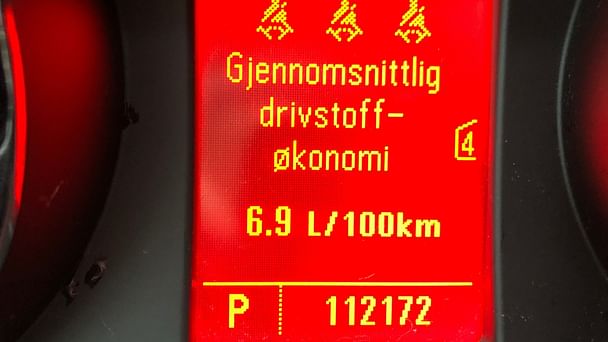 Gjennomsnittlig
drivstoff-
økonomi
4
6.9 L/100km
P 112172